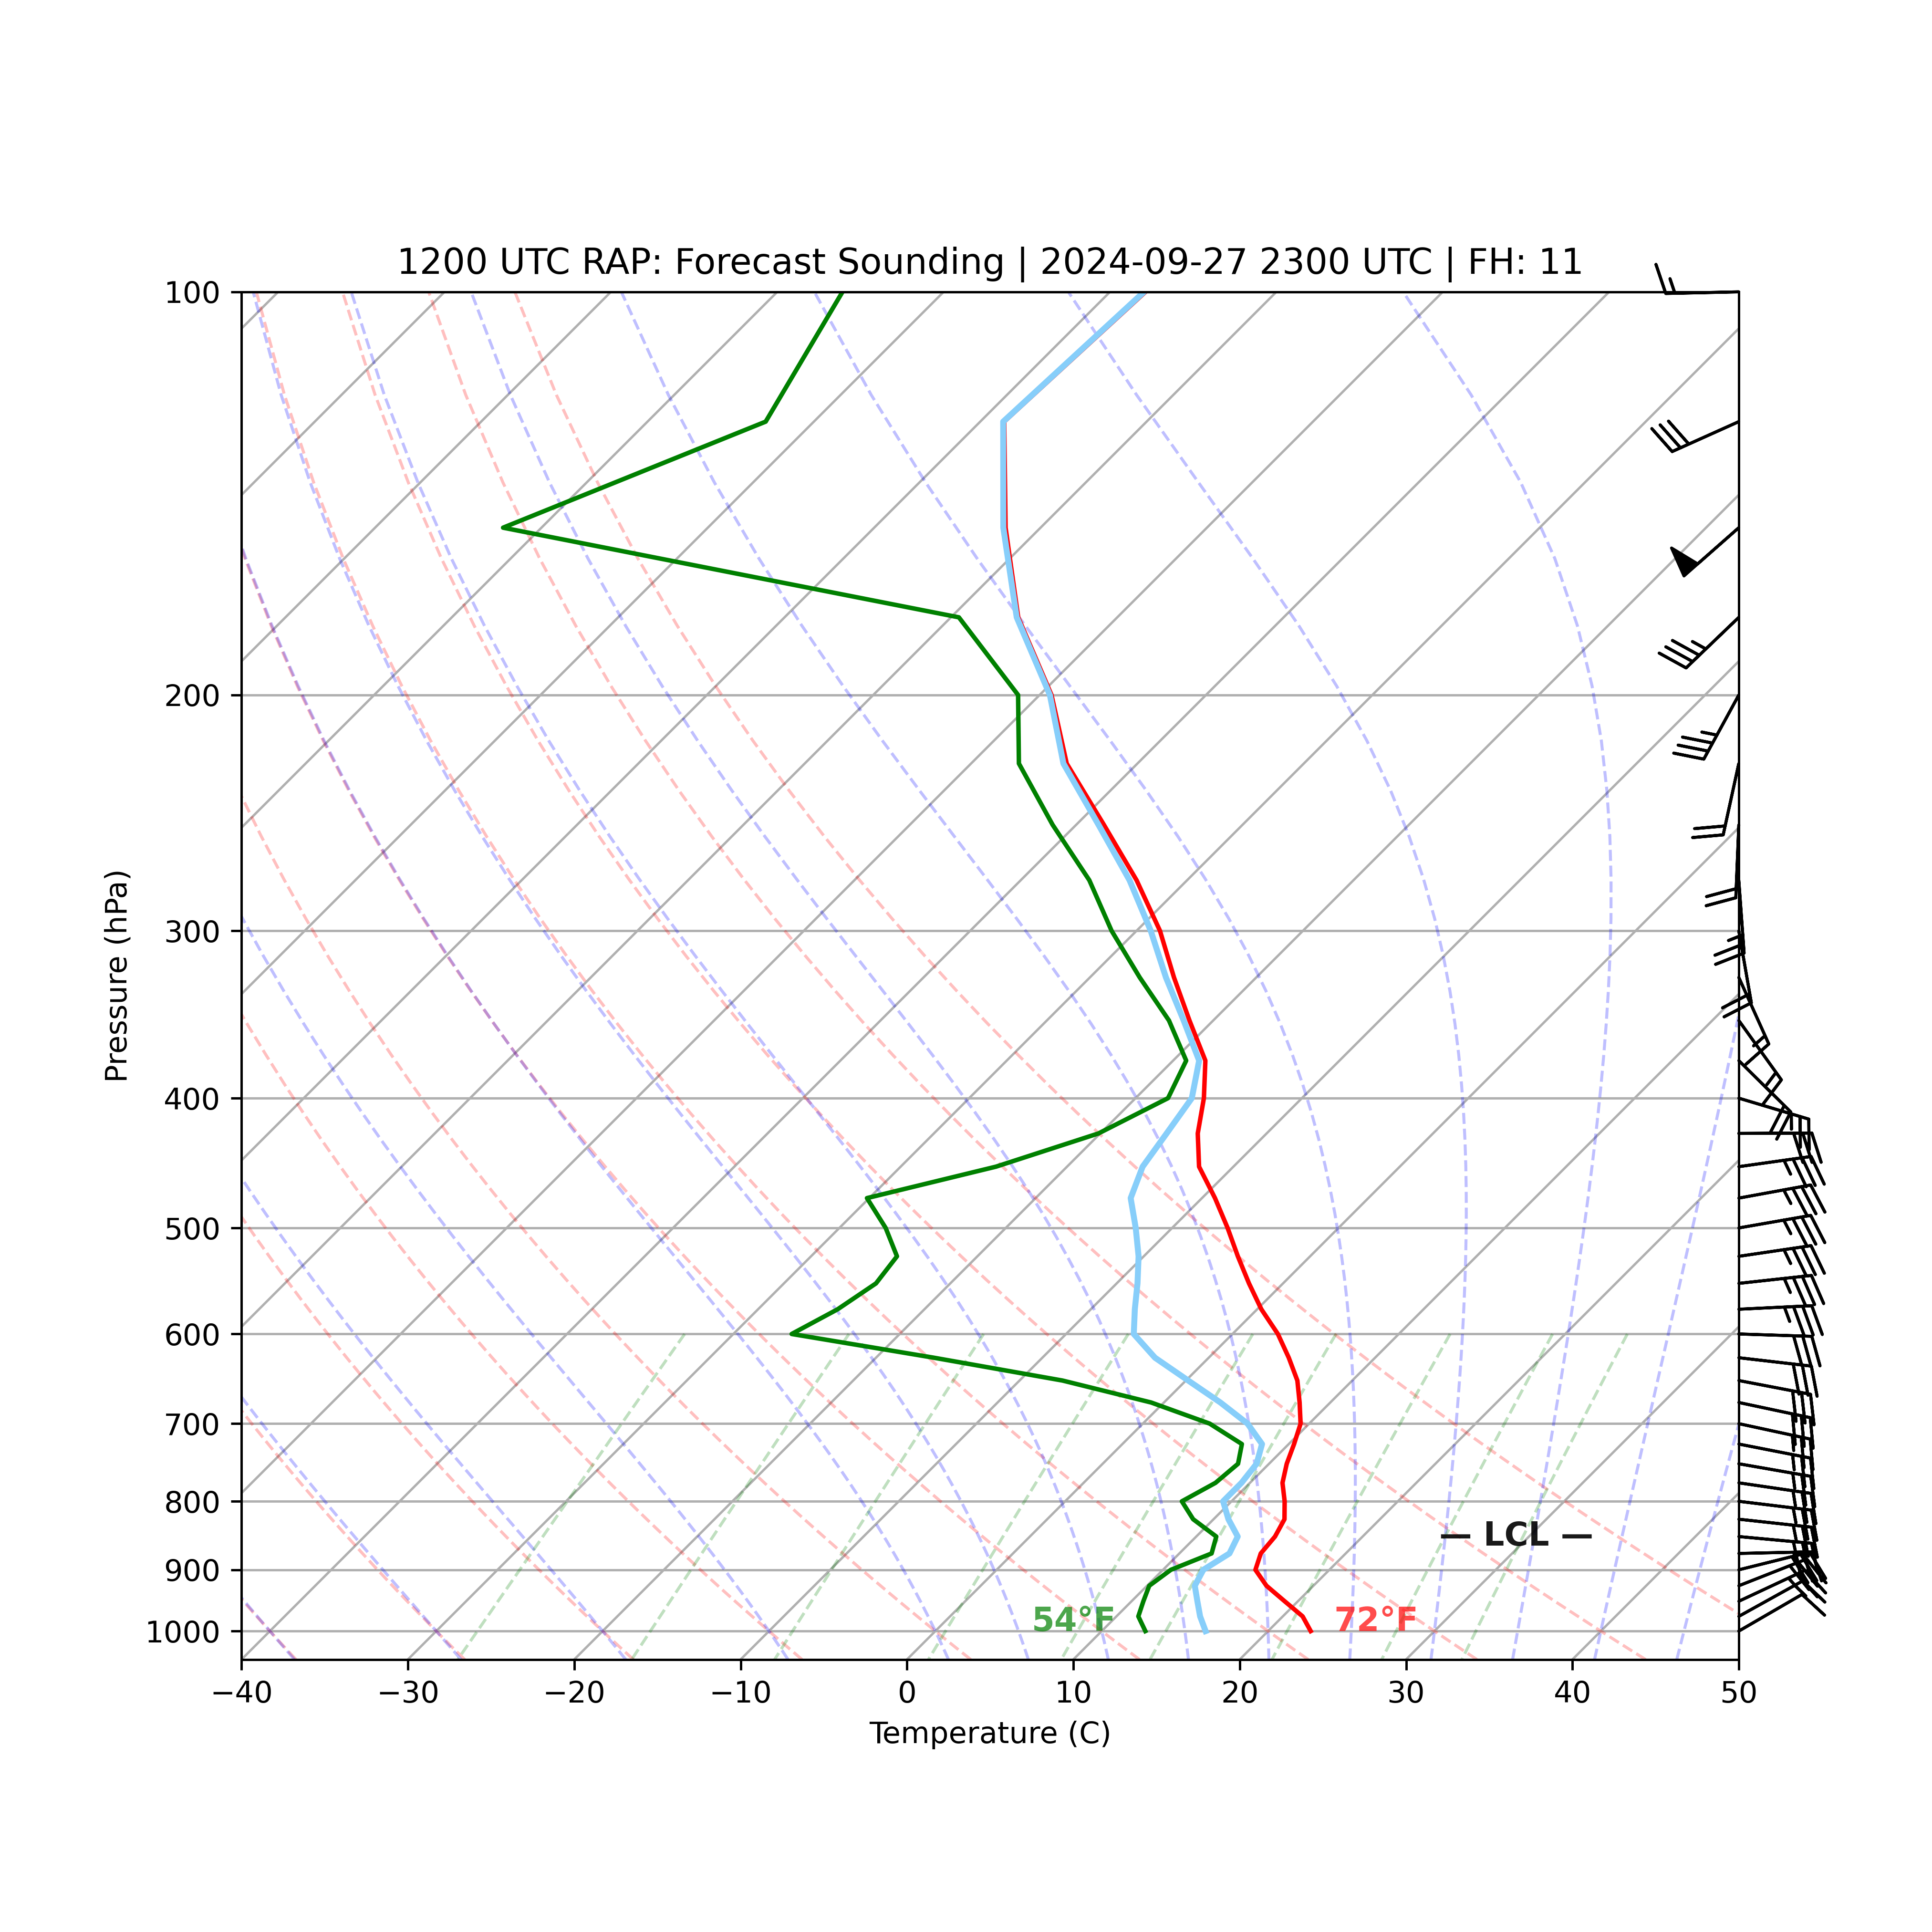 1200 UTC RAP: Forecast Sounding | 2024-09-27 2300 UTC | FH: 11
100
200
300
400
500
600
700
800
900
1000
Pressure (hPa)
— LCL —
54°F
72°F
−40 −30 −20 −10 0 10 20 30 40 50
Temperature (C)